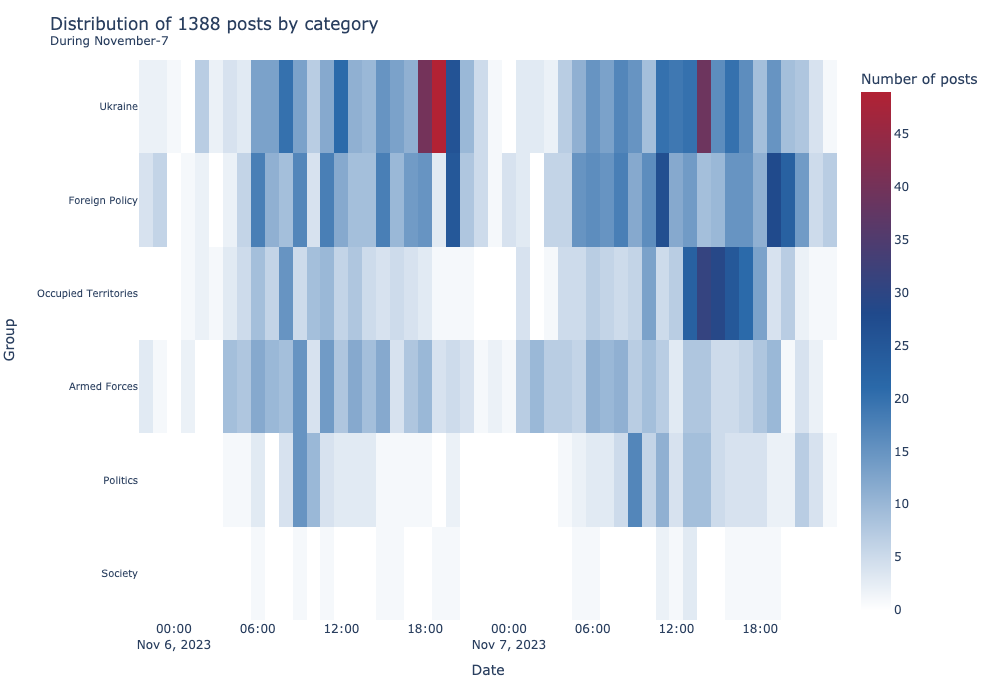 Distribution of 1388 posts by category
During November-7
Number of posts
45
40
35
30
25
20
15
10
5
0
Group
Ukraine
Foreign Policy
Occupied Territories
Armed Forces
Politics
Society
00:00 06:00 12:00 18:00 00:00 06:00 12:00 18:00
Nov 6, 2023 Nov 7, 2023
Date